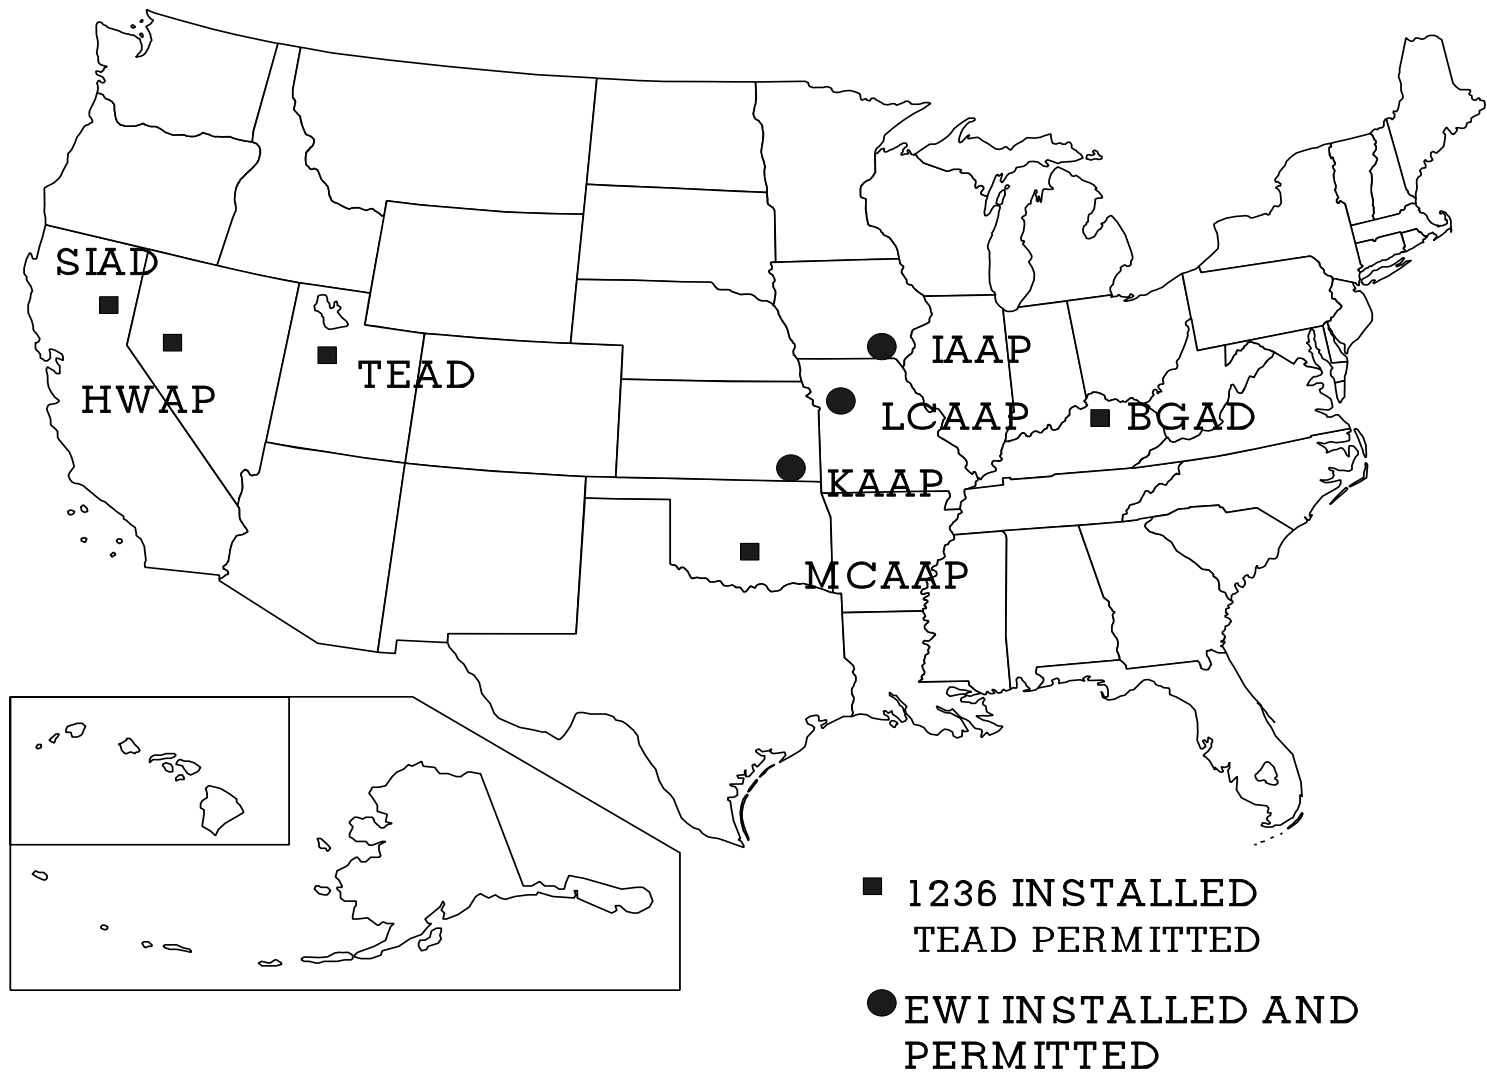 SIAD
HWAP
TEAD
IAAP
LCAAP
BGAD
KAAP
MCAAP
1236 INSTALLED
TEAD PERMITTED
EWI INSTALLED AND
PERMITTED